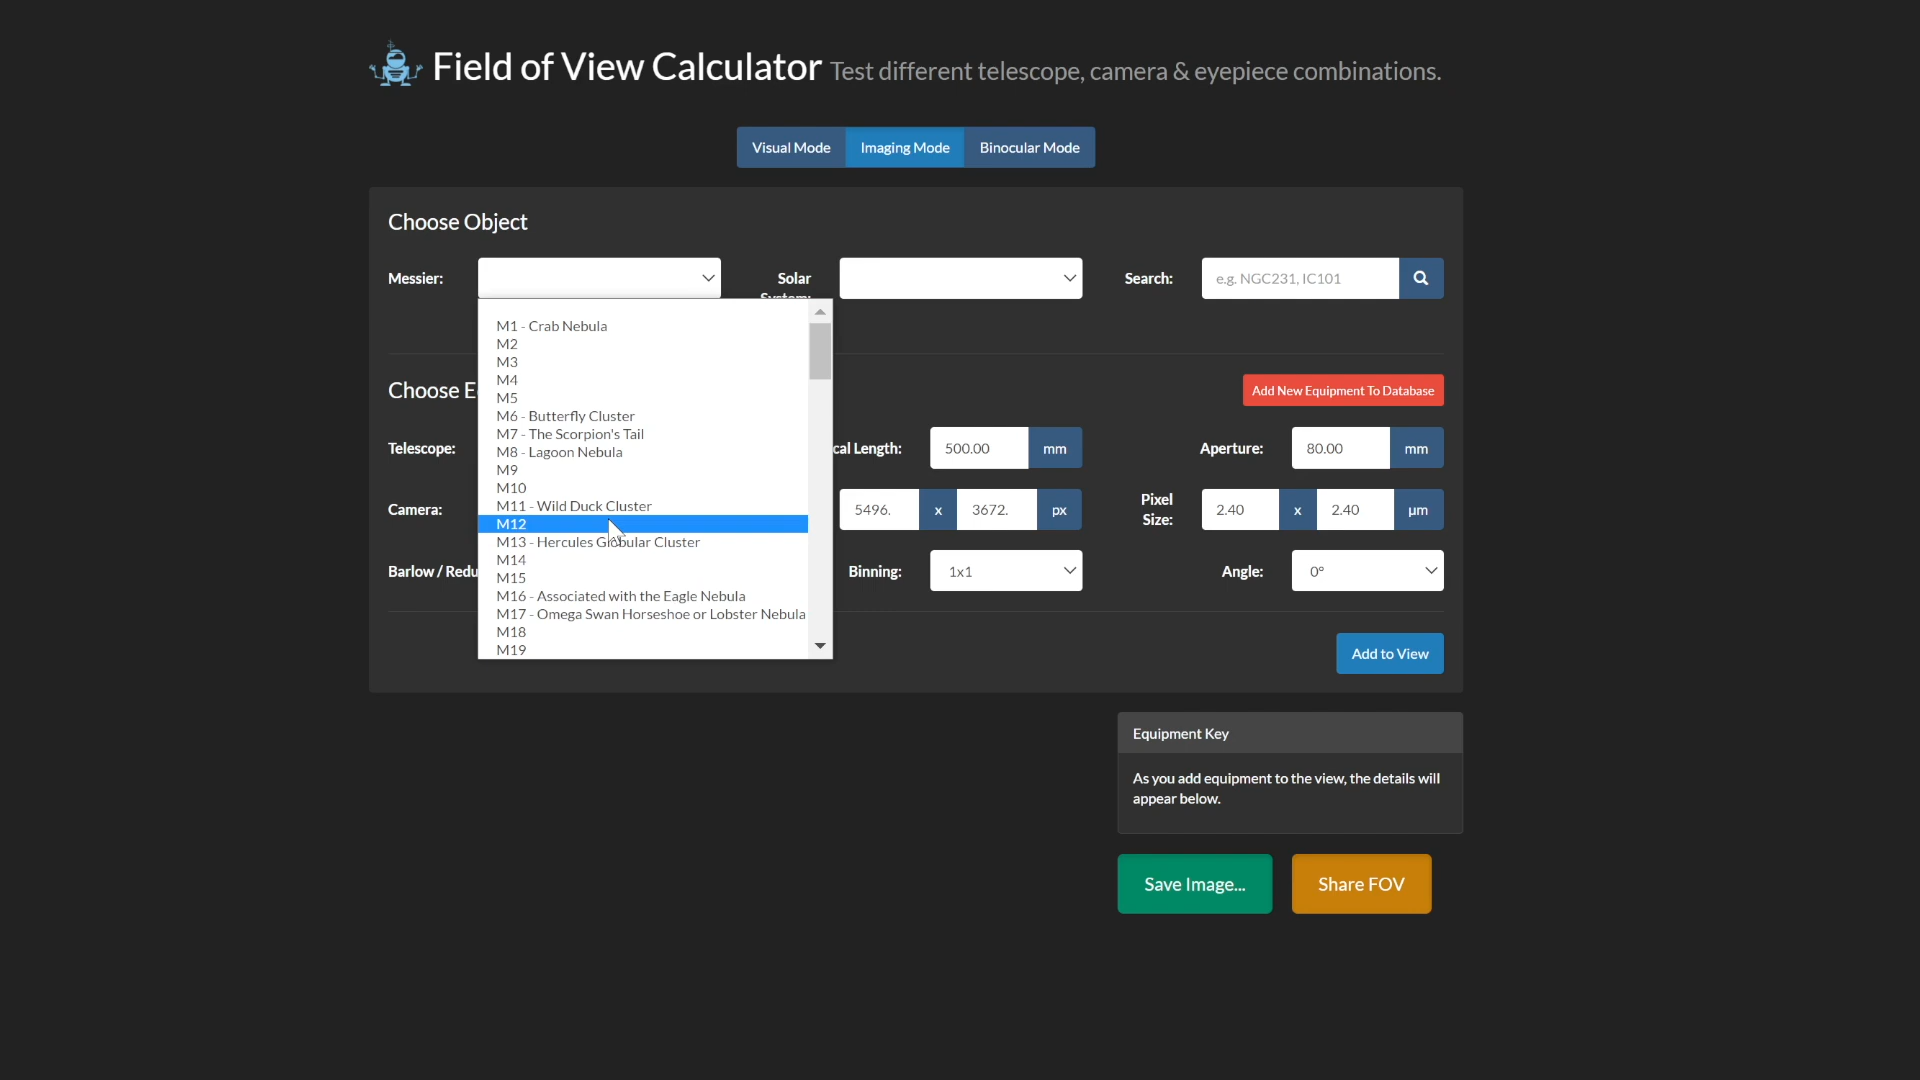 Field of View Calculator Test different telescope, camera & eyepiece combinations.
Visual Mode Imaging Mode Binocular Mode
Choose Object
Messier: Solar Search: e.g. NGC231, IC101
M1 - Crab Nebula
M2
M3
M4
M5
M6 - Butterfly Cluster
M7 - The Scorpion's Tail
M8 - Lagoon Nebula
M9
M10
M11 - Wild Duck Cluster
M12
M13 - Hercules Globular Cluster
M14
M15
M16 - Associated with the Eagle Nebula
M17 - Omega Swan Horseshoe or Lobster Nebula
M18
M19
Choose E Add New Equipment To Database
Telescope: cal Length: 500.00 mm Aperture: 80.00 mm
Camera: 5496. x 3672. px Pixel Size: 2.40 x 2.40 µm
Barlow / Redu Binning: 1x1 Angle: 0°
Add to View
Equipment Key
As you add equipment to the view, the details will
appear below.
Save Image... Share FOV